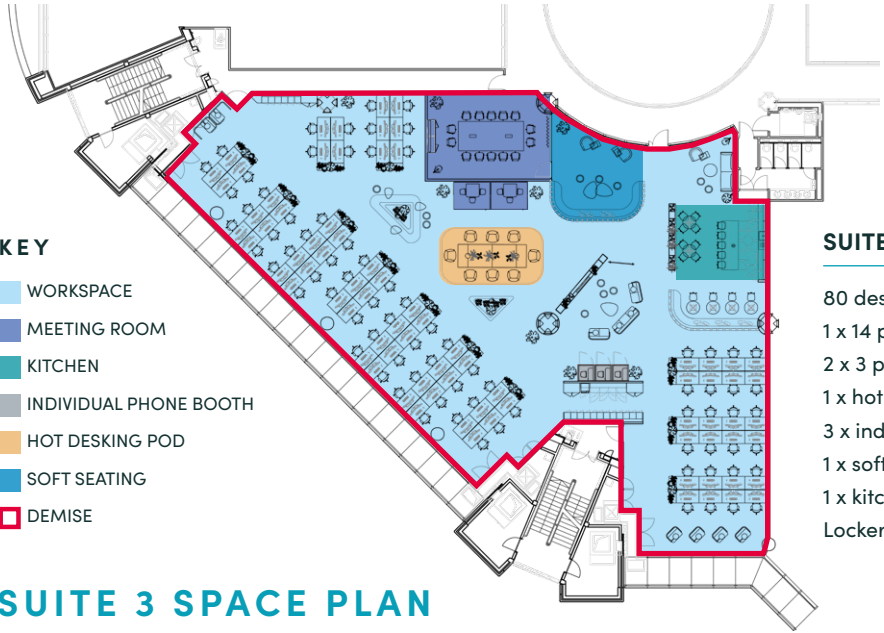 KEY
WORKSPACE
MEETING ROOM
KITCHEN
INDIVIDUAL PHONE BOOTH
HOT DESKING POD
SOFT SEATING
DEMISE
SUITE 3 SPACE PLAN
SUITE
80 des
1 x 14 p
2 x 3 p
1 x hot
3 x ind
1 x soft
1 x kitc
Locker